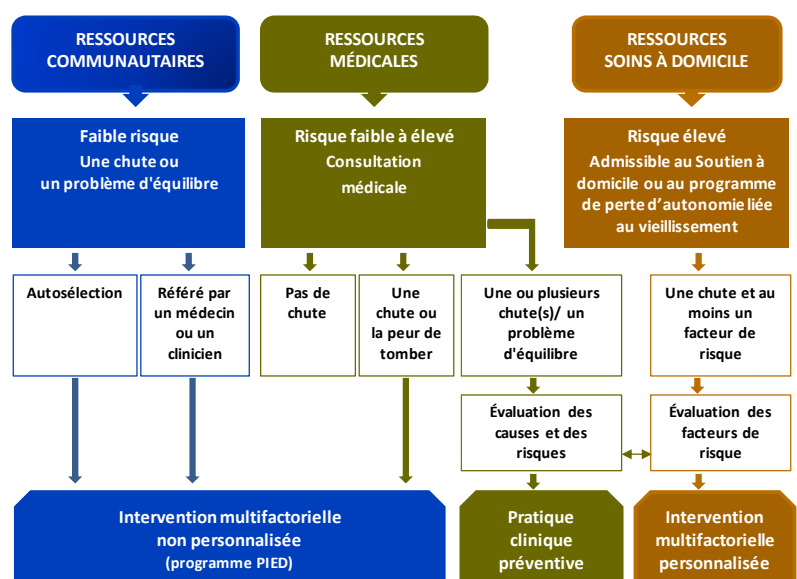 RESSOURCES
COMMUNAUTAIRES
RESSOURCES
MÉDICALES
RESSOURCES
SOINS À DOMICILE
Faible risque
Une chute ou
un problème d'équilibre
Risque faible à élevé
Consultation
médicale
Risque élevé
Admissible au Soutien à
domicile ou au programme
de perte d'autonomie liée
au vieillissement
Autosélection
Référé par
un médecin
ou un
clinicien
Pas de
chute
Une
chute ou
la peur de
tomber
Une ou plusieurs
chute(s)/ un
problème
d'équilibre
Une chute et au
moins un
facteur de
risque
Évaluation des
causes et des
risques
Évaluation des
facteurs de
risque
Intervention multifactorielle
non personnalisée
(programme PIED)
Pratique
clinique
préventive
Intervention
multifactorielle
personnalisée